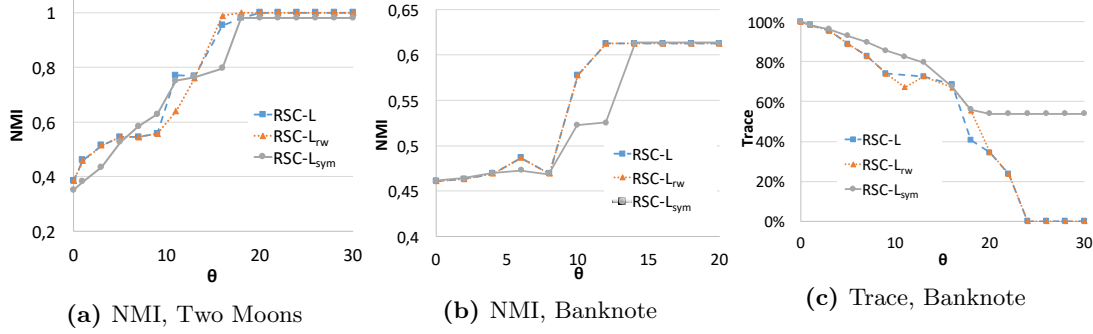 1
0,8
0,6
0,4
0,2
NMI
RSC-L
RSC-Lrw
RSC-Lsym
0 10 20 30
θ
(a) NMI, Two Moons
0,65
0,6
0,55
0,5
0,45
0,4
NMI
RSC-L
RSC-Lrw
RSC-Lsym
0 5 10 15 20
θ
(b) NMI, Banknote
100%
80%
60%
40%
20%
0%
Trace
RSC-L
RSC-Lrw
RSC-Lsym
0 10 20 30
θ
(c) Trace, Banknote